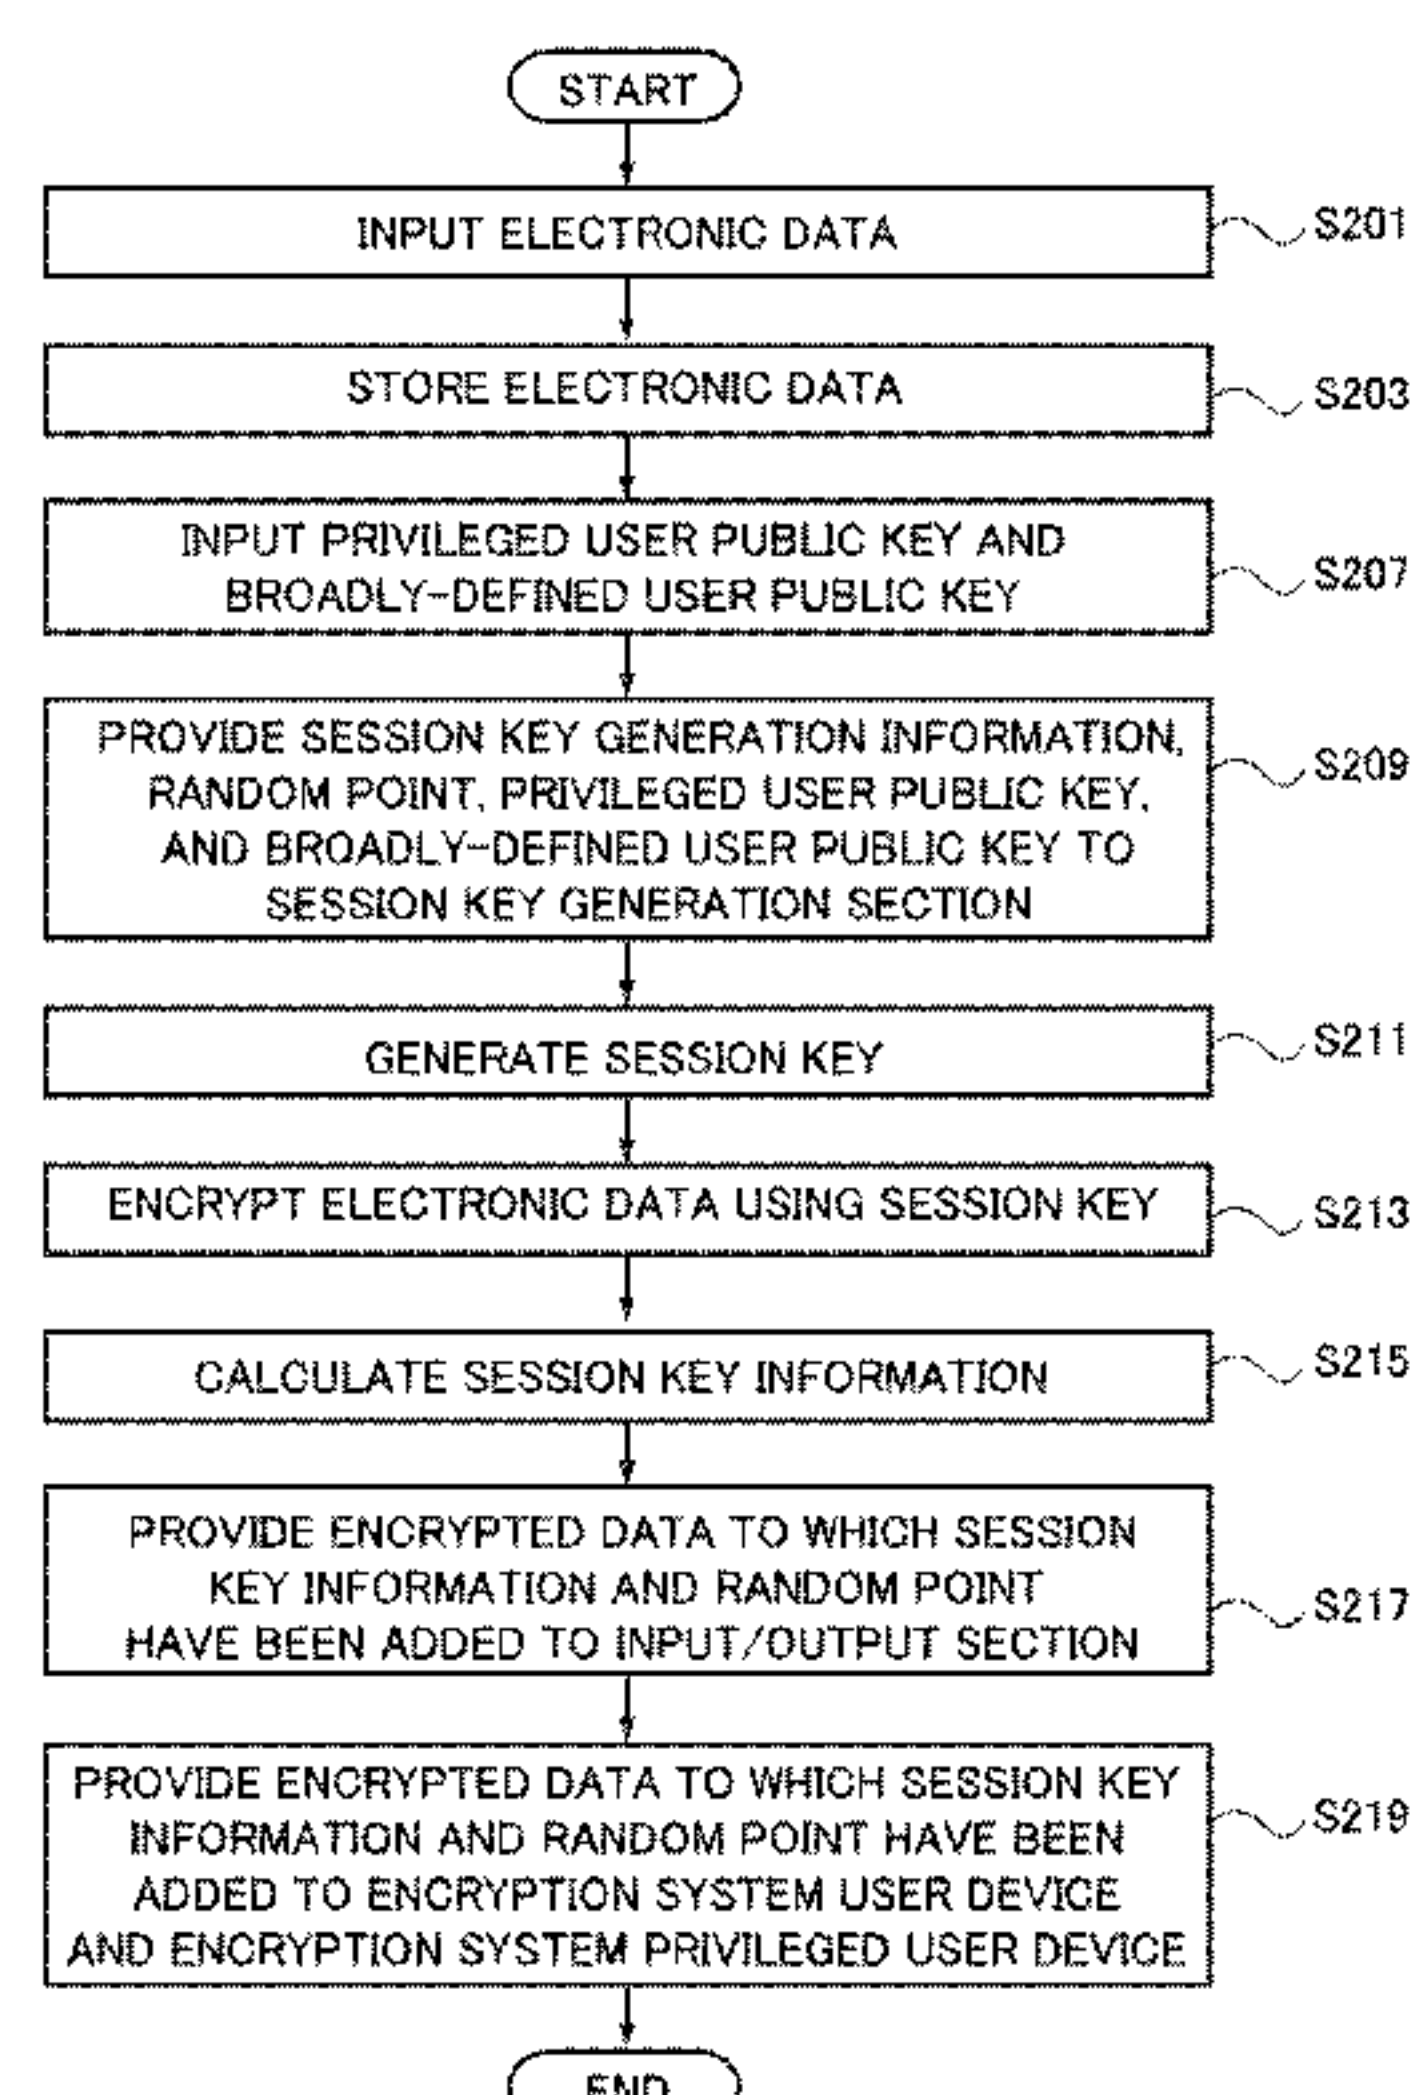 START
INPUT ELECTRONIC DATA
S201
STORE ELECTRONIC DATA
S203
INPUT PRIVILEGED USER PUBLIC KEY AND
BROADLY-DEFINED USER PUBLIC KEY
S207
PROVIDE SESSION KEY GENERATION INFORMATION,
RANDOM POINT, PRIVILEGED USER PUBLIC KEY,
AND BROADLY-DEFINED USER PUBLIC KEY TO
SESSION KEY GENERATION SECTION
S209
GENERATE SESSION KEY
S211
ENCRYPT ELECTRONIC DATA USING SESSION KEY
S213
CALCULATE SESSION KEY INFORMATION
S215
PROVIDE ENCRYPTED DATA TO WHICH SESSION
KEY INFORMATION AND RANDOM POINT
HAVE BEEN ADDED TO INPUT/OUTPUT SECTION
S217
PROVIDE ENCRYPTED DATA TO WHICH SESSION KEY
INFORMATION AND RANDOM POINT HAVE BEEN
ADDED TO ENCRYPTION SYSTEM USER DEVICE
AND ENCRYPTION SYSTEM PRIVILEGED USER DEVICE
S219
END